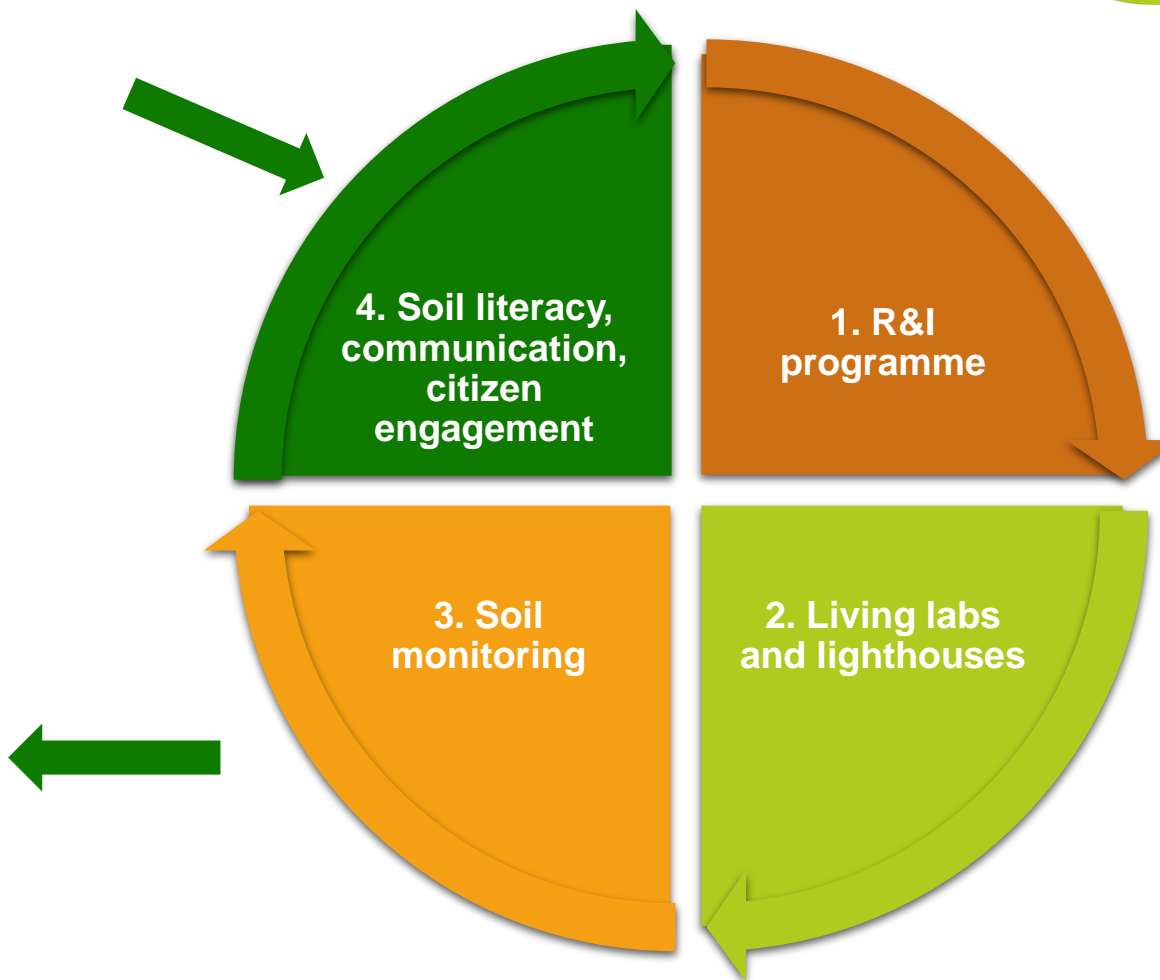 4. Soil literacy,
communication,
citizen
engagement
1. R&I
programme
3. Soil
monitoring
2. Living labs
and lighthouses